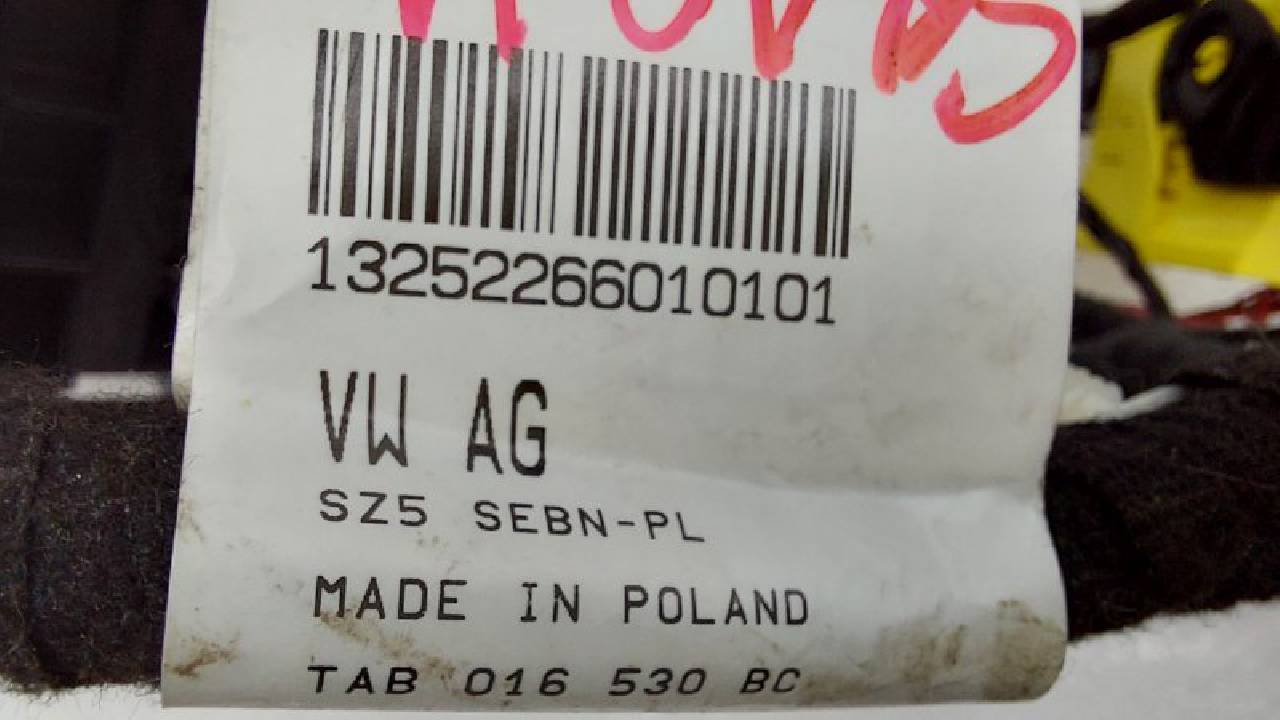 13252266010101
VW AG
SZ5 SEBN-PL
MADE IN POLAND
TAB 016 530 BC